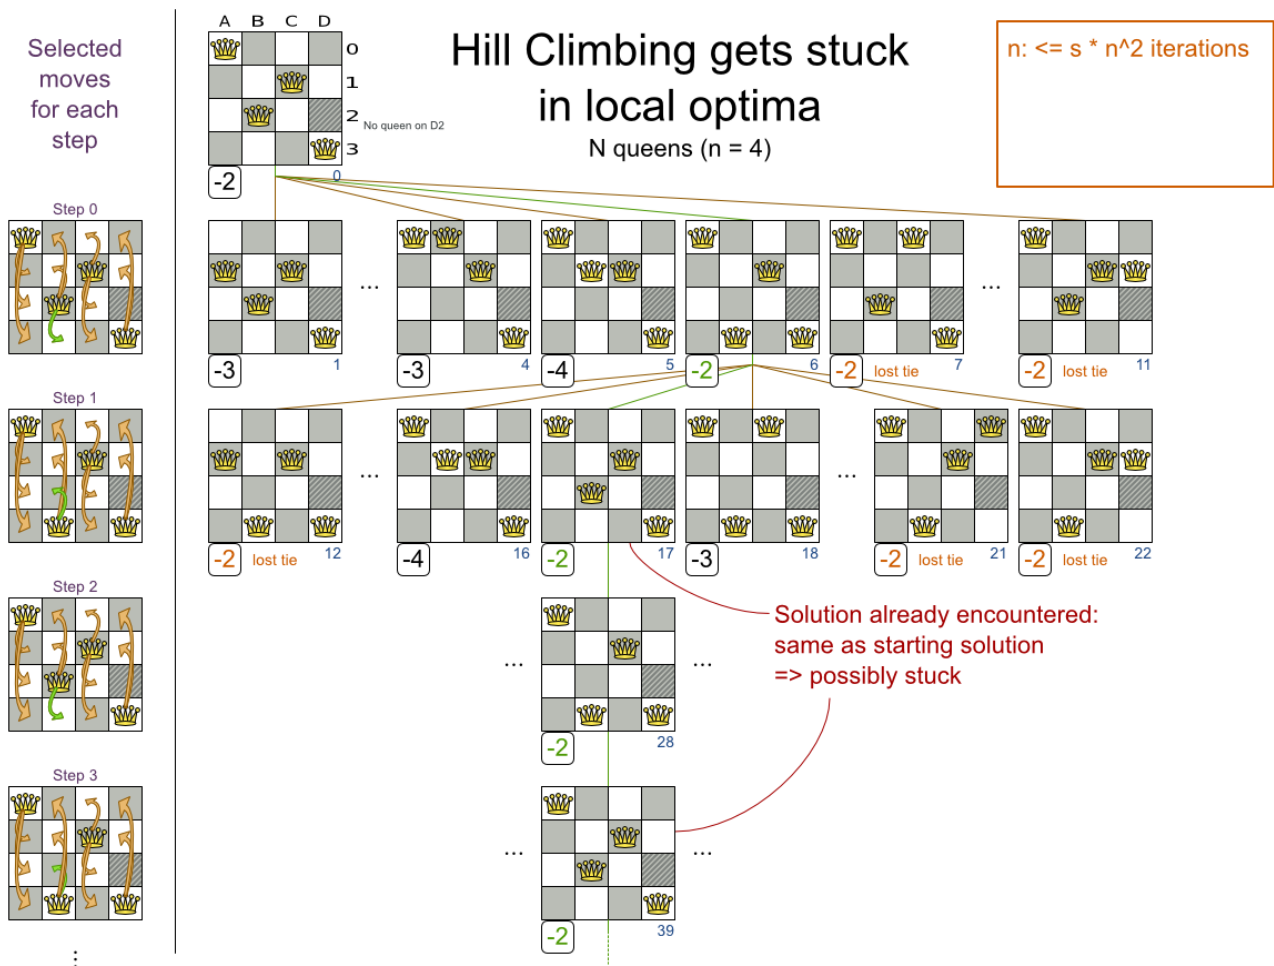 Selected
moves
for each
step
A B C D
0
1
2
3
No queen on D2
-2
0
Hill Climbing gets stuck
in local optima
N queens (n = 4)
n: <= s * n^2 iterations
Step 0
...
...
-3
1
-3
4
-4
5
-2
6
-2
lost tie
7
-2
lost tie
11
Step 1
...
...
-2
lost tie
12
-4
16
-2
17
-3
18
-2
lost tie
21
-2
lost tie
22
Step 2
...
...
-2
28
Solution already encountered:
same as starting solution
=> possibly stuck
Step 3
...
...
-2
39
...